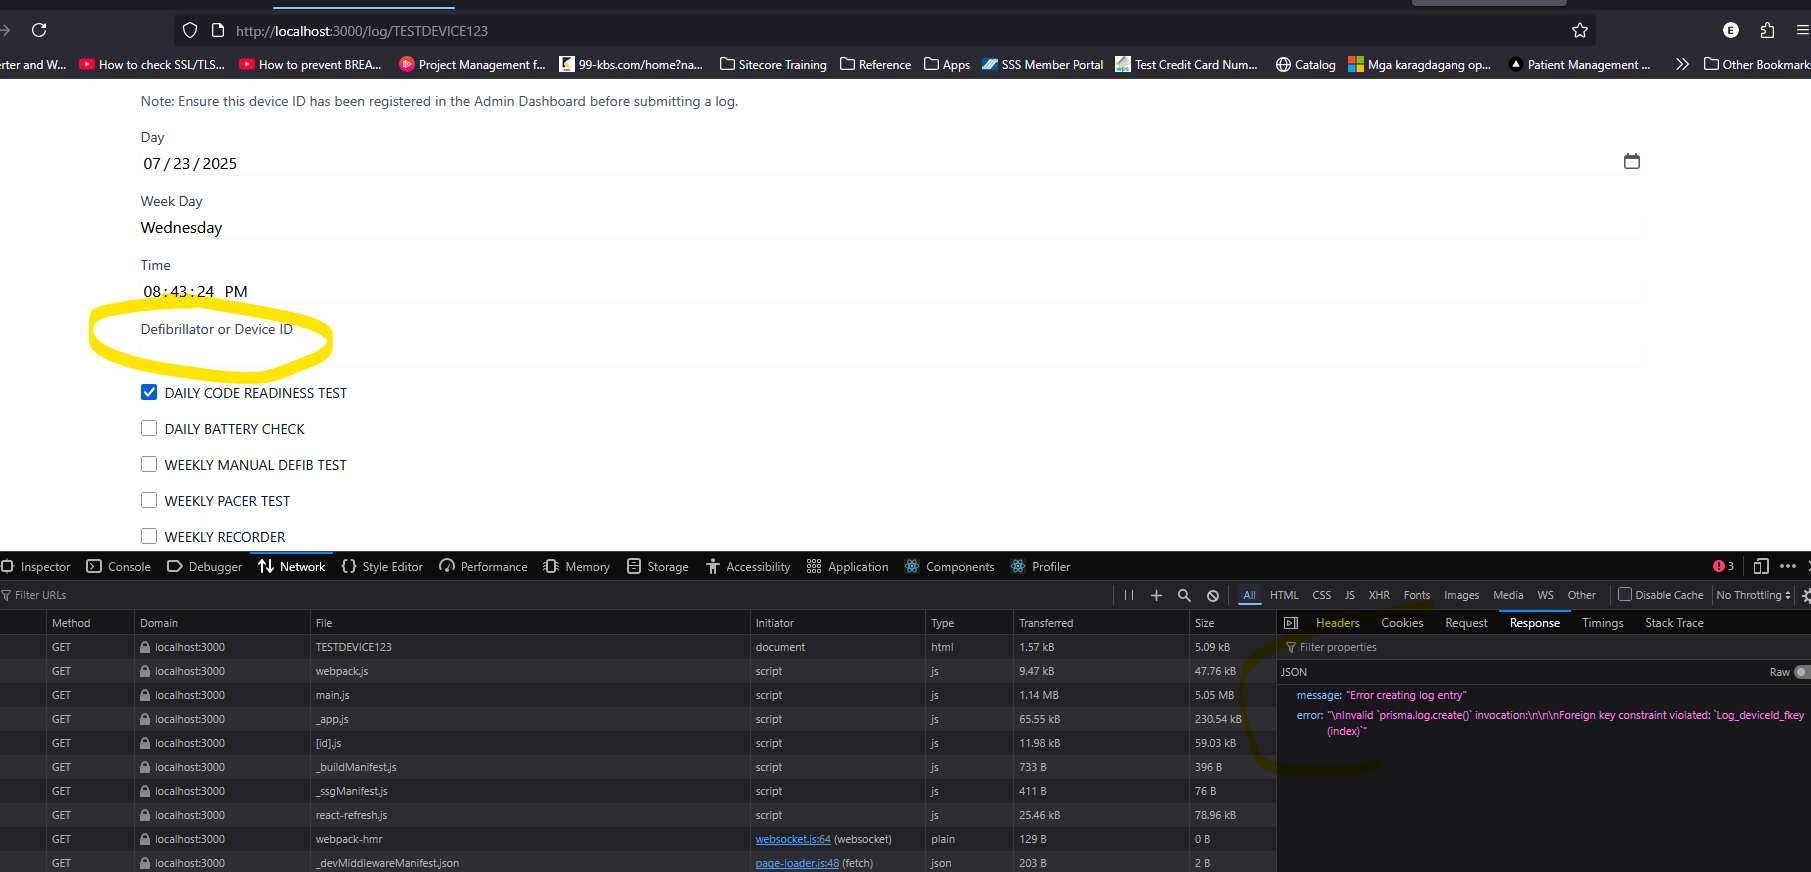 http://localhost:3000/log/TESTDEVICE123
E
erter and W...
How to check SSL/TLS...
How to prevent BREA...
Project Management f...
99-kbs.com/home?na...
Sitecore Training
Reference
Apps
SSS Member Portal
Test Credit Card Num...
Catalog
Mga karagdagang op...
Patient Management ...
Other Bookmarks
Note: Ensure this device ID has been registered in the Admin Dashboard before submitting a log.
Day
07/23/2025
Week Day
Wednesday
Time
08:43:24 PM
Defibrillator or Device ID
DAILY CODE READINESS TEST
DAILY BATTERY CHECK
WEEKLY MANUAL DEFIB TEST
WEEKLY PACER TEST
WEEKLY RECORDER
Inspector Console Debugger Network Style Editor Performance Memory Storage Accessibility Application Components Profiler 3
Filter URLs
All HTML CSS JS XHR Fonts Images Media WS Other Disable Cache No Throttling
Method Domain File Initiator Type Transferred Size
GET localhost:3000 TESTDEVICE123 document html 1.57 kB 5.09 kB
GET localhost:3000 webpack.js script js 9.47 kB 47.76 kB
GET localhost:3000 main.js script js 1.14 MB 5.05 MB
GET localhost:3000 _app.js script js 65.55 kB 230.54 kB
GET localhost:3000 [id].js script js 11.98 kB 59.03 kB
GET localhost:3000 _buildManifest.js script js 733 B 396 B
GET localhost:3000 _ssgManifest.js script js 411 B 76 B
GET localhost:3000 react-refresh.js script js 25.46 kB 78.96 kB
GET localhost:3000 webpack-hmr websocket.js:64 (websocket) plain 129 B 0 B
GET localhost:3000 _devMiddlewareManifest.json page-loader.js:48 (fetch) json 203 B 2 B
Headers Cookies Request Response Timings Stack Trace
Filter properties
JSON Raw
message: "Error creating log entry"
error: "\nInvalid `prisma.log.create()` invocation:\n\n\nForeign key constraint violated: `Log_deviceId_fkey
(index)`"